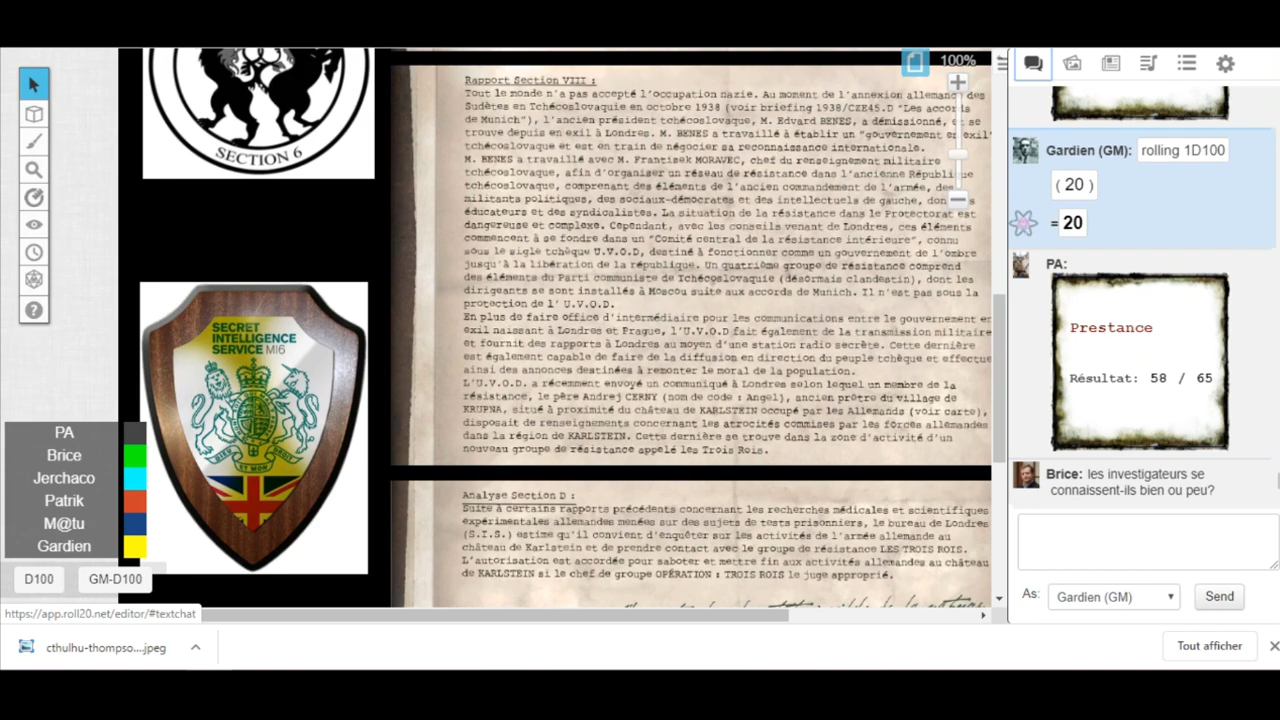 SECTION 6
SECRET
INTELLIGENCE
SERVICE MI6
DIEU ET MON DROIT
PA
Brice
Jerchaco
Patrik
M@tu
Gardien
D100
GM-D100
https://app.roll20.net/editor/#textchat
cthulhu-thompso....jpeg
100%
Rapport Section VIII :
Tout le monde n'a pas accepté l'occupation nazie. Au moment de l'annexion allemande des
Sudètes en Tchécoslovaquie en octobre 1938 (voir briefing 1938/CZE45.D "Les accords
de Munich"), l'ancien président tchécoslovaque, M. Edvard BENES, a démissionné, et se
trouve depuis en exil à Londres. M. BENES a travaillé à établir un "gouvernement en exil"
tchécoslovaque et est en train de négocier sa reconnaissance internationale.
M. BENES a travaillé avec M. Frantisek MORAVEC, chef du renseignement militaire
tchécoslovaque, afin d'organiser un réseau de résistance dans l'ancienne République
tchécoslovaque, comprenant des éléments de l'ancien commandement de l'armée, des
militants politiques, des sociaux-démocrates et des intellectuels de gauche, don s
éducateurs et des syndicalistes. La situation de la résistance dans le Protectorat est
dangereuse et complexe. Cependant, avec les conseils venant de Londres, ces éléments
commencent à se fondre dans un "Comité central de la résistance intérieure", connu
sous le sigle tchèque U.V.O.D, destiné à fonctionner comme un gouvernement de l'ombre
jusqu'à la libération de la république. Un quatrième groupe de résistance comprend
des éléments du Parti communiste de Tchécoslovaquie (désormais clandestin), dont les
dirigeants se sont installés à Moscou suite aux accords de Munich. Il n'est pas sous la
protection de l' U.V.O.D.
En plus de faire office d'intermédiaire pour les communications entre le gouvernement en
exil naissant à Londres et Prague, l'U.V.O.D fait également de la transmission militaire
et fournit des rapports à Londres au moyen d'une station radio secrète. Cette dernière
est également capable de faire de la diffusion en direction du peuple tchèque et effectue
ainsi des annonces destinées à remonter le moral de la population.
L'U.V.O.D. a récemment envoyé un communiqué à Londres selon lequel un membre de la
résistance, le père Andrej CERNY (nom de code : Angel), ancien prêtre du village de
KRUPNA, situé à proximité du château de KARLSTEIN occupé par les Allemands (voir carte),
disposait de renseignements concernant les atrocités commises par les forces allemandes
dans la région de KARLSTEIN. Cette dernière se trouve dans la zone d'activité d'un
nouveau groupe de résistance appelé les Trois Rois.
Analyse Section D :
Suite à certains rapports précédents concernant les recherches médicales et scientifiques
expérimentales allemandes menées sur des sujets de tests prisonniers, le bureau de Londres
(S.I.S.) estime qu'il convient d'enquêter sur les activités de l'armée allemande au
château de Karlstein et de prendre contact avec le groupe de résistance LES TROIS ROIS.
L'autorisation est accordée pour saboter et mettre fin aux activités allemandes au château
de KARLSTEIN si le chef de groupe OPÉRATION : TROIS ROIS le juge approprié.
Gardien (GM): rolling 1D100
( 20 )
= 20
PA:
Prestance
Résultat: 58 / 65
Brice: les investigateurs se
connaissent-ils bien ou peu?
As: Gardien (GM)
Send
Tout afficher